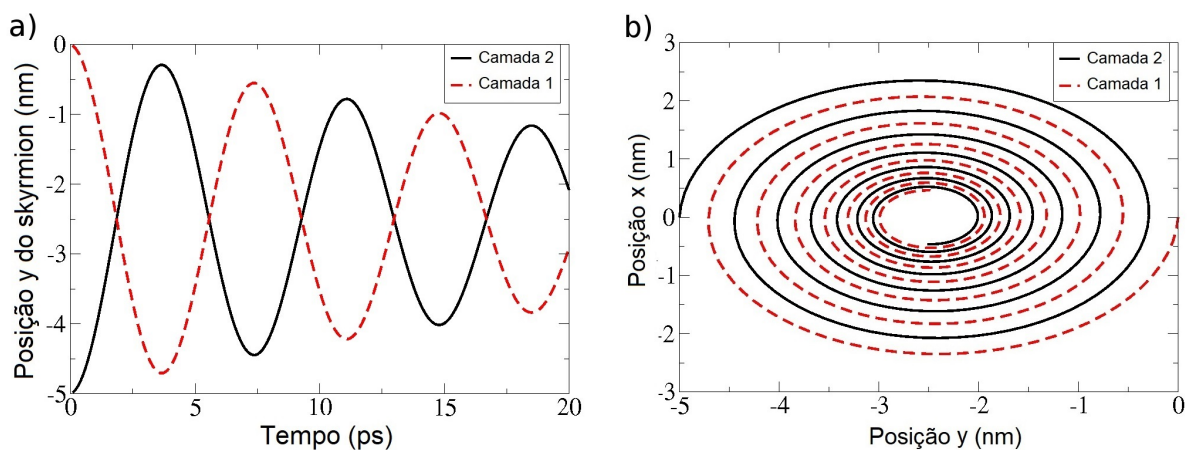 a)
Posição y do skyrmion (nm)
0
-1
-2
-3
-4
-5
0
5
10
15
20
Tempo (ps)
Camada 2
Camada 1
b)
Posição x (nm)
3
2
1
0
-1
-2
-3
-5
-4
-3
-2
-1
0
Posição y (nm)
Camada 2
Camada 1